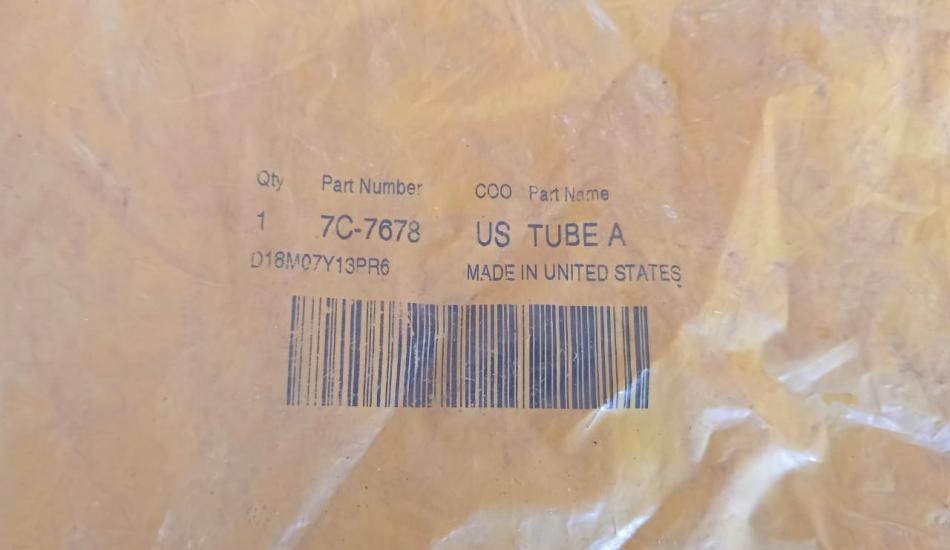 Qty Part Number COO Part Name
1 7C-7678 US TUBE A
D18M07Y13PR6 MADE IN UNITED STATES